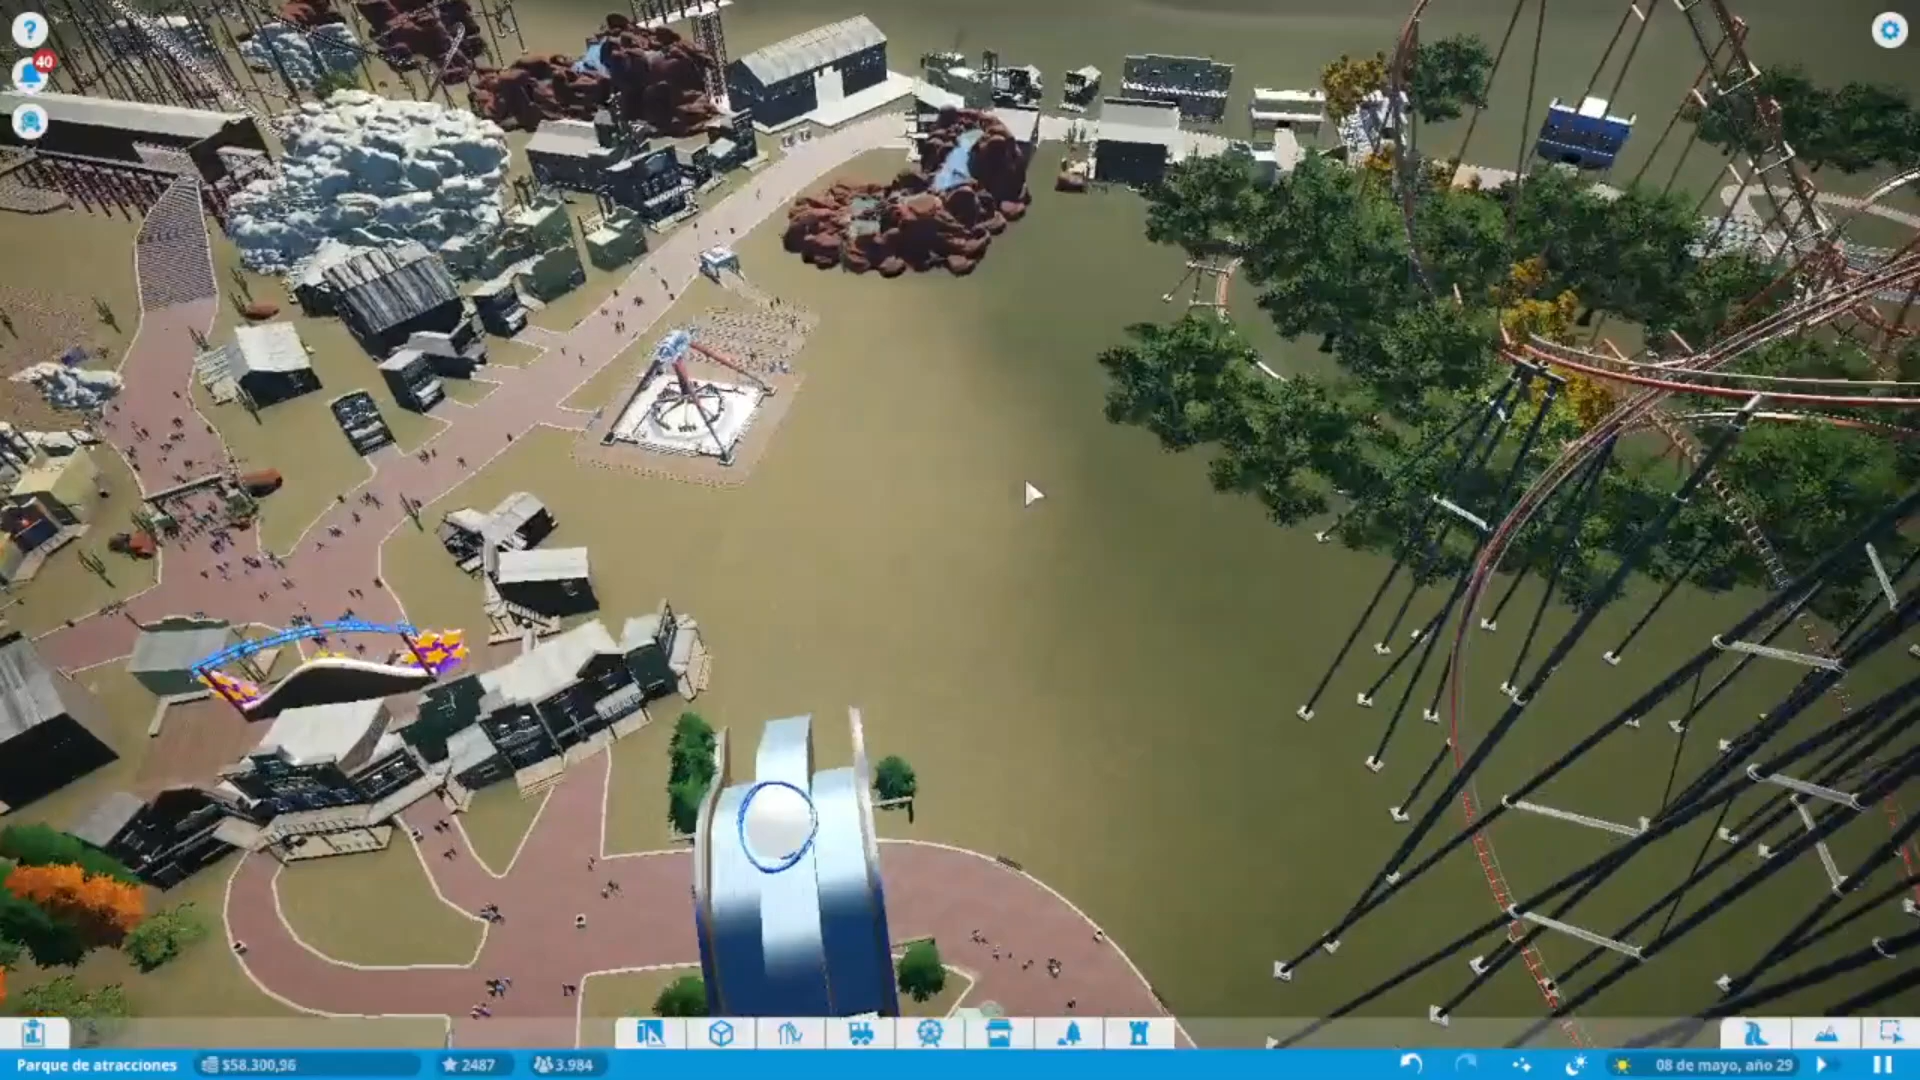 ?
40
Parque de atracciones
$58.300,96
2487
3.984
08 de mayo, año 29